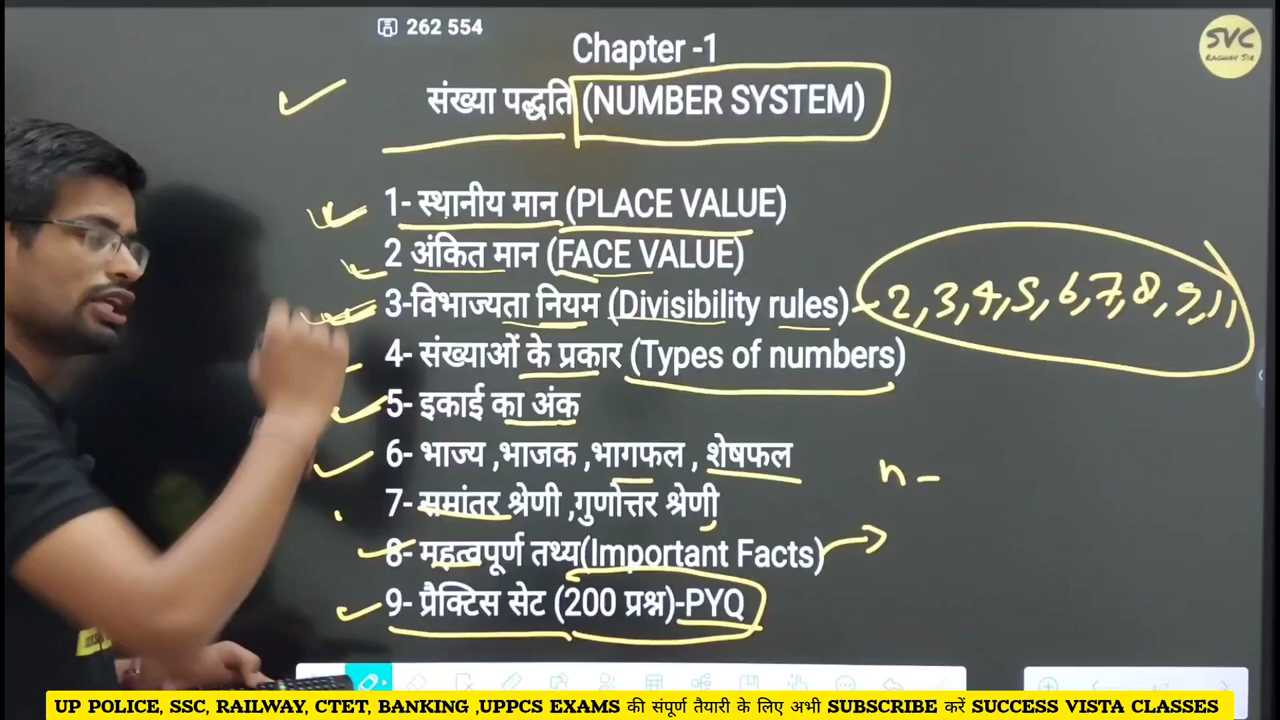 262 554
SVC
RAGHAV SIR
Chapter -1
संख्या पद्धति (NUMBER SYSTEM)
1- स्थानीय मान (PLACE VALUE)
2 अंकित मान (FACE VALUE)
3-विभाज्यता नियम (Divisibility rules) - 2, 3, 4, 5, 6, 7, 8, 9, 11,
4- संख्याओं के प्रकार (Types of numbers)
5- इकाई का अंक
6- भाज्य ,भाजक ,भागफल , शेषफल
n -
7- समांतर श्रेणी ,गुणोत्तर श्रेणी
8- महत्वपूर्ण तथ्य(Important Facts)
9- प्रैक्टिस सेट (200 प्रश्न)-PYQ
UP POLICE, SSC, RAILWAY, CTET, BANKING ,UPPCS EXAMS की संपूर्ण तैयारी के लिए अभी SUBSCRIBE करें SUCCESS VISTA CLASSES